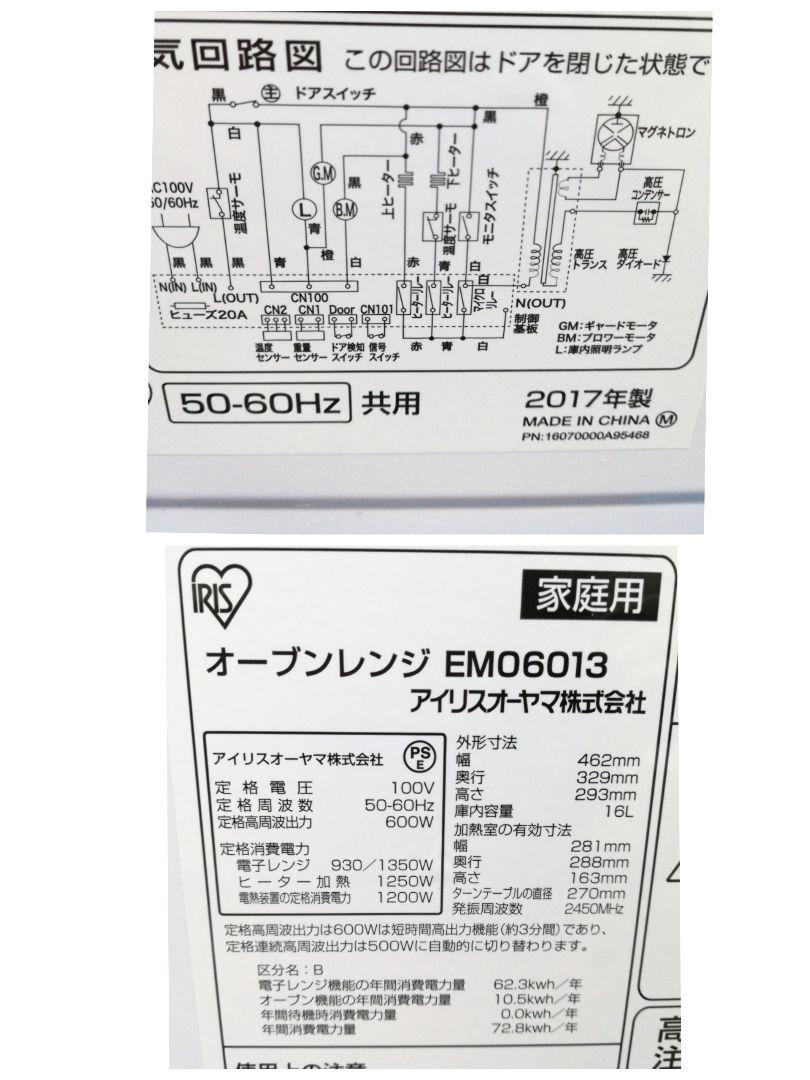 気回路図 この回路図はドアを閉じた状態で
黒 主 ドアスイッチ 橙
白 黒
赤
マグネトロン
G.M
黒
上ヒーター
下ヒーター
モニタスイッチ
高圧
コンデンサー
AC100V
50/60Hz
温度サーモ
L
青
B.M
温度サーモ
橙
高圧
トランス
高圧
ダイオード
黒 黒 黒 青 白 赤 青 白 白
N(IN) L(IN)
L(OUT)
CN100
ヒーターリレー
ヒーターリレー
マイクロ
リレー
N(OUT)
ヒューズ20A
CN2 CN1 Door CN101
制御
基板
温度
センサー
重量
センサー
ドア検知
スイッチ
信号
スイッチ
赤 青 白
GM:ギャードモータ
BM:ブロワーモータ
L:庫内照明ランプ
50-60Hz 共用
2017年製
MADE IN CHINA M
PN:16070000A95468
IRIS
家庭用
オーブンレンジ EMO6013
アイリスオーヤマ株式会社
アイリスオーヤマ株式会社 PS
E
定格電圧 100V
定格周波数 50-60Hz
定格高周波出力 600W
定格消費電力
電子レンジ 930/1350W
ヒーター加熱 1250W
電熱装置の定格消費電力 1200W
外形寸法
幅 462mm
奥行 329mm
高さ 293mm
庫内容量 16L
加熱室の有効寸法
幅 281mm
奥行 288mm
高さ 163mm
ターンテーブルの直径 270mm
発振周波数 2450MHz
定格高周波出力は600Wは短時間高出力機能(約3分間)であり、
定格連続高周波出力は500Wに自動的に切り替わります。
区分名:B
電子レンジ機能の年間消費電力量 62.3kwh/年
オーブン機能の年間消費電力量 10.5kwh/年
年間待機時消費電力量 0.0kwh/年
年間消費電力量 72.8kwh/年
使用上の注意
高
注